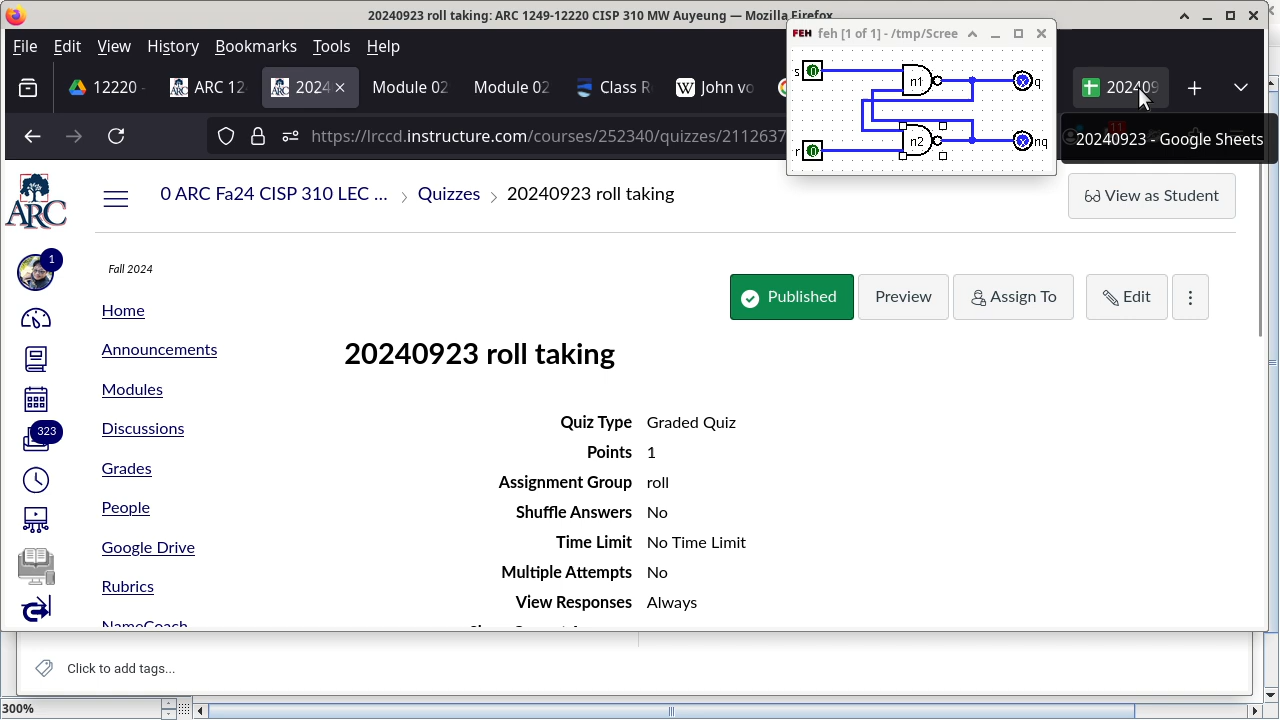 20240923 roll taking: ARC 1249-12220 CISP 310 MW Auyeung — Mozilla Firefox
FEH feh [1 of 1] - /tmp/Scree
File Edit View History Bookmarks Tools Help
12220 -
ARC 12
2024
Module 02
Module 02
Class R
John vo
202409
s n1 q
r n2 nq
https://lrccd.instructure.com/courses/252340/quizzes/2112637
20240923 - Google Sheets
ARC
0 ARC Fa24 CISP 310 LEC ... › Quizzes › 20240923 roll taking
View as Student
1
Fall 2024
Published
Preview
Assign To
Edit
Home
Announcements
Modules
Discussions
323
Grades
People
Google Drive
Rubrics
NameCoach
20240923 roll taking
Quiz Type Graded Quiz
Points 1
Assignment Group roll
Shuffle Answers No
Time Limit No Time Limit
Multiple Attempts No
View Responses Always
Click to add tags...
300%